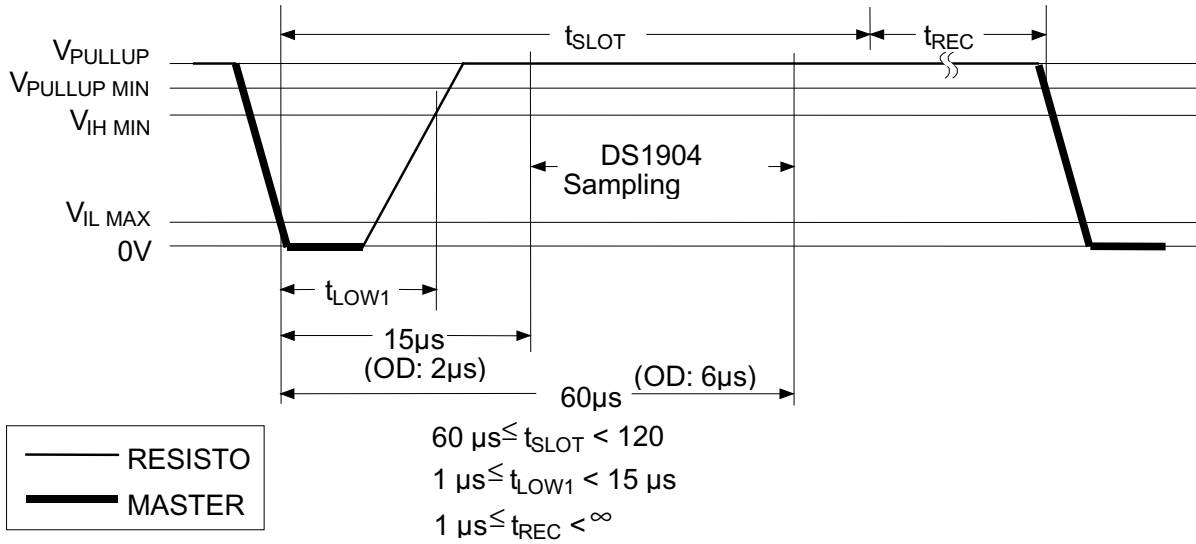 tSLOT
tREC
VPULLUP
VPULLUP MIN
VIH MIN
DS1904
Sampling
VIL MAX
0V
tLOW1
15µs
(OD: 2µs)
(OD: 6µs)
60µs
60 µs≤ tSLOT < 120
1 µs≤ tLOW1 < 15 µs
1 µs≤ tREC < ∞
RESISTO
MASTER